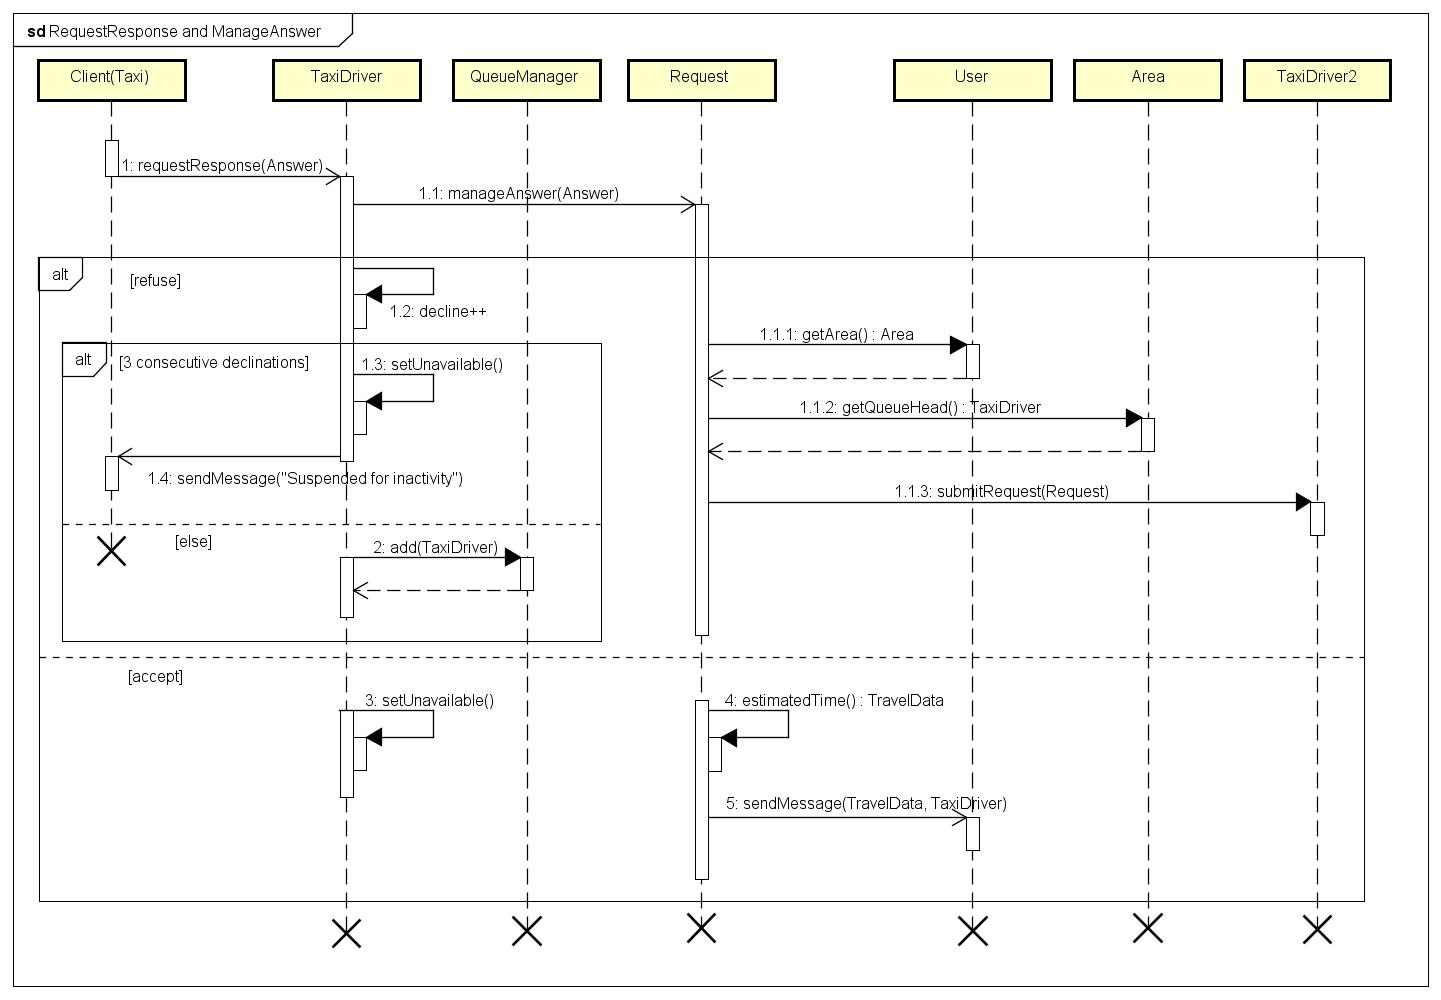 sd RequestResponse and ManageAnswer
Client(Taxi)
TaxiDriver
QueueManager
Request
User
Area
TaxiDriver2
1: requestResponse(Answer)
1.1: manageAnswer(Answer)
alt
[refuse]
1.2: decline++
1.1.1: getArea() : Area
alt
[3 consecutive declinations]
1.3: setUnavailable()
1.1.2: getQueueHead() : TaxiDriver
1.4: sendMessage("Suspended for inactivity")
1.1.3: submitRequest(Request)
[else]
2: add(TaxiDriver)
[accept]
3: setUnavailable()
4: estimatedTime() : TravelData
5: sendMessage(TravelData, TaxiDriver)